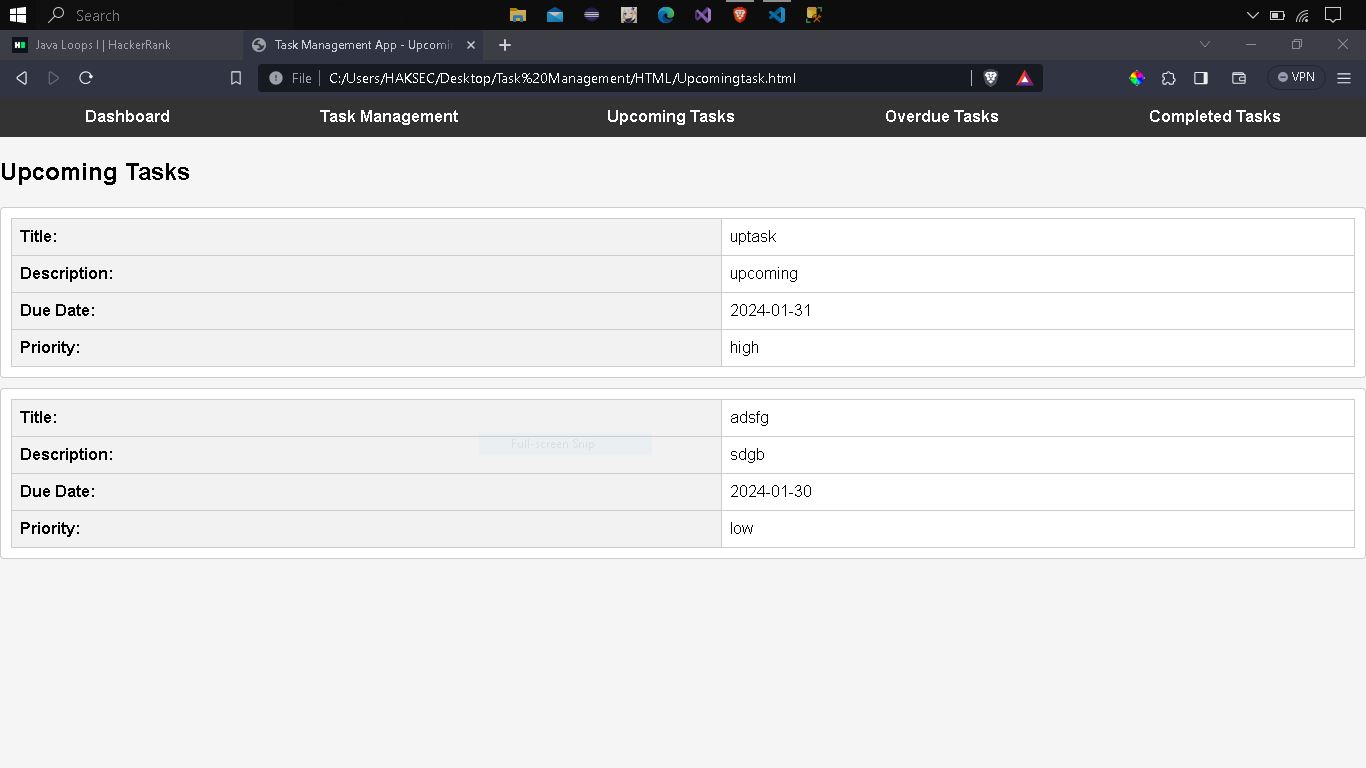 Search
Java Loops I | HackerRank
Task Management App - Upcomin
File
C:/Users/HAKSEC/Desktop/Task%20Management/HTML/Upcomingtask.html
VPN
Dashboard Task Management Upcoming Tasks Overdue Tasks Completed Tasks
Upcoming Tasks
Title: uptask
Description: upcoming
Due Date: 2024-01-31
Priority: high
Title: adsfg
Description: sdgb
Full-screen Snip
Due Date: 2024-01-30
Priority: low